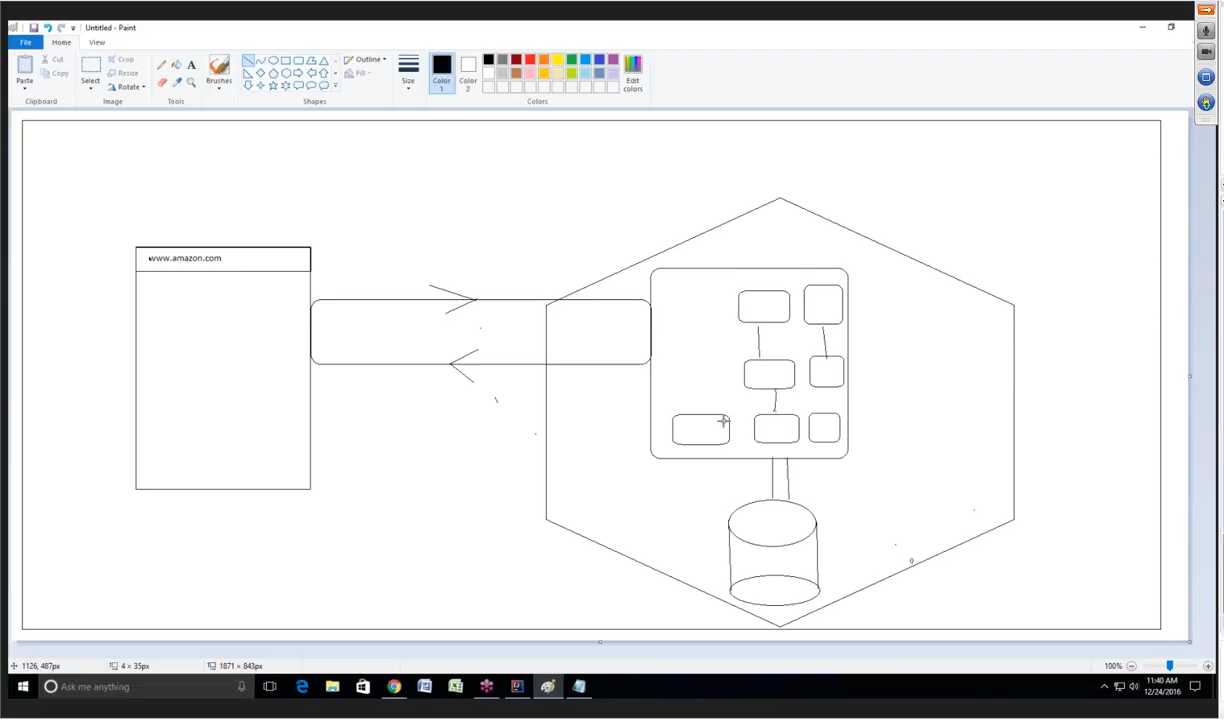 Untitled - Paint
File
Home
View
Paste
Cut
Copy
Clipboard
Select
Crop
Resize
Rotate
Image
Tools
Brushes
Shapes
Outline
Fill
Size
Color 1
Color 2
Edit colors
Colors
www.amazon.com
1126, 487px
4 × 35px
1871 × 843px
100%
Ask me anything
11:40 AM
12/24/2016